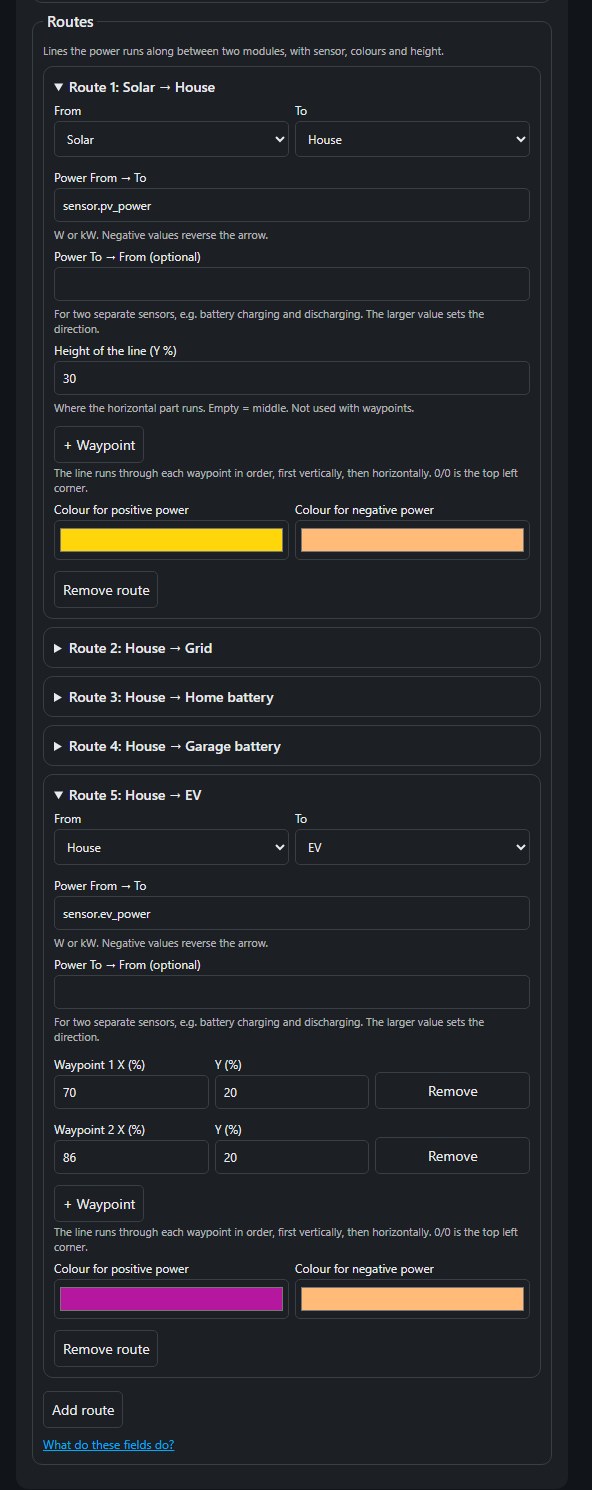 Routes
Lines the power runs along between two modules, with sensor, colours and height.
▼ Route 1: Solar → House
From To
Solar House
Power From → To
sensor.pv_power
W or kW. Negative values reverse the arrow.
Power To → From (optional)
For two separate sensors, e.g. battery charging and discharging. The larger value sets the
direction.
Height of the line (Y %)
30
Where the horizontal part runs. Empty = middle. Not used with waypoints.
+ Waypoint
The line runs through each waypoint in order, first vertically, then horizontally. 0/0 is the top left
corner.
Colour for positive power Colour for negative power
Remove route
▶ Route 2: House → Grid
▶ Route 3: House → Home battery
▶ Route 4: House → Garage battery
▼ Route 5: House → EV
From To
House EV
Power From → To
sensor.ev_power
W or kW. Negative values reverse the arrow.
Power To → From (optional)
For two separate sensors, e.g. battery charging and discharging. The larger value sets the
direction.
Waypoint 1 X (%) Y (%)
70 20 Remove
Waypoint 2 X (%) Y (%)
86 20 Remove
+ Waypoint
The line runs through each waypoint in order, first vertically, then horizontally. 0/0 is the top left
corner.
Colour for positive power Colour for negative power
Remove route
Add route
What do these fields do?